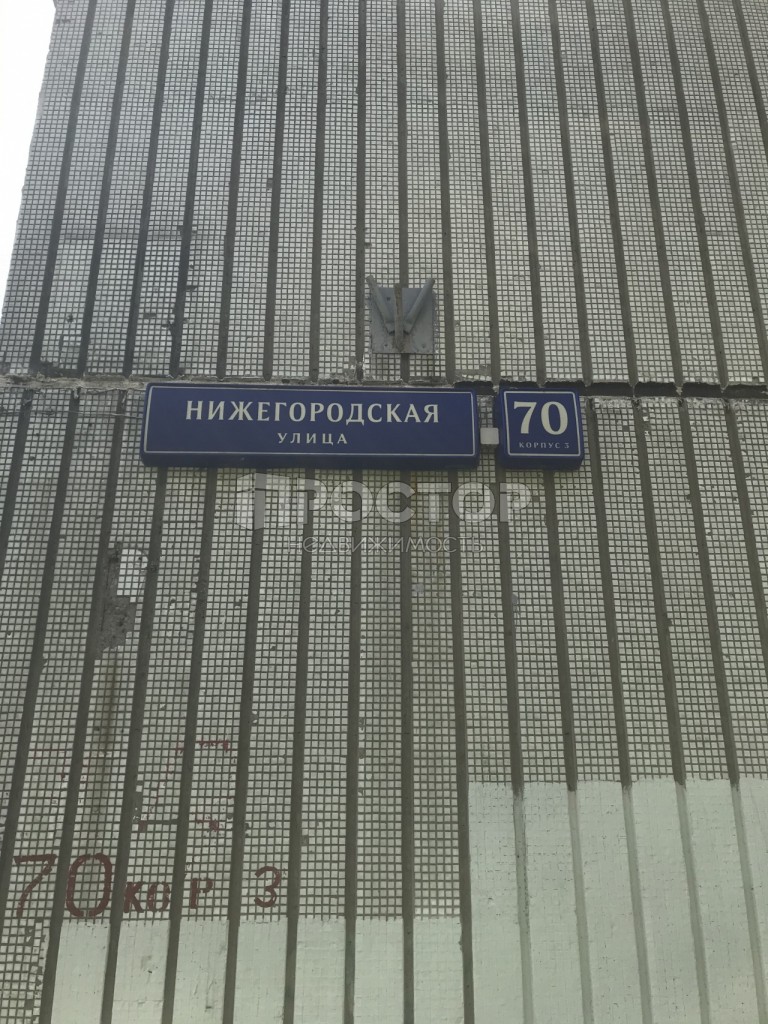 НИЖЕГОРОДСКАЯ
УЛИЦА
70
КОРПУС 3
ПРОСТОР
недвижимость
70 КОР 3